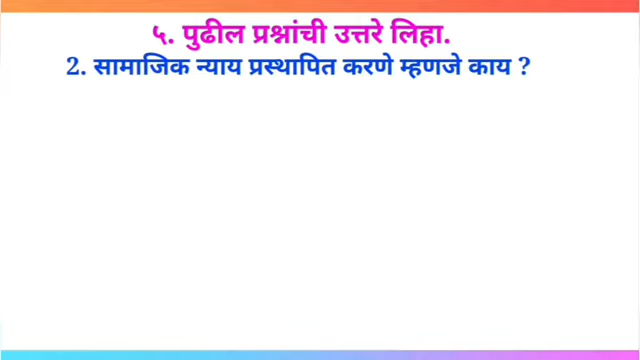 ५. पुढील प्रश्नांची उत्तरे लिहा.
2. सामाजिक न्याय प्रस्थापित करणे म्हणजे काय ?